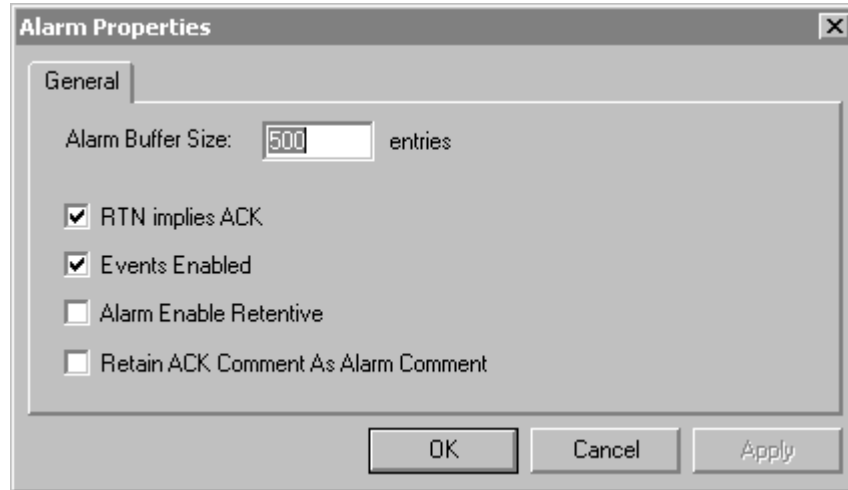 Alarm Properties
General
Alarm Buffer Size: 500 entries
RTN implies ACK
Events Enabled
Alarm Enable Retentive
Retain ACK Comment As Alarm Comment
OK Cancel Apply